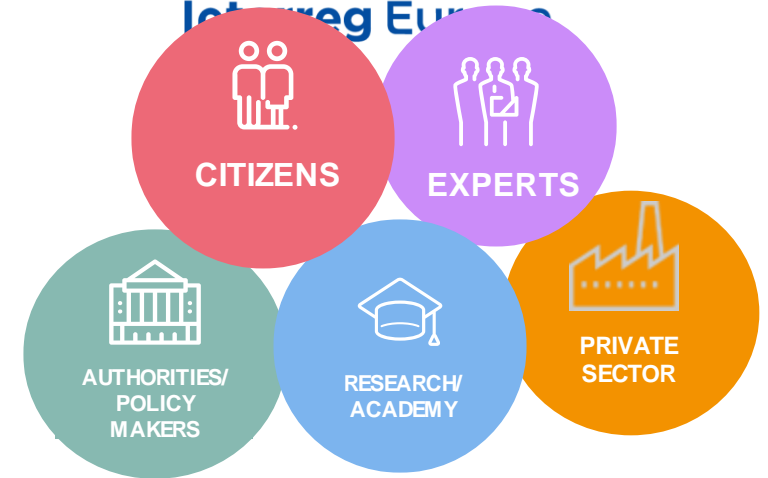 CITIZENS
EXPERTS
AUTHORITIES/
POLICY
MAKERS
RESEARCH/
ACADEMY
PRIVATE
SECTOR